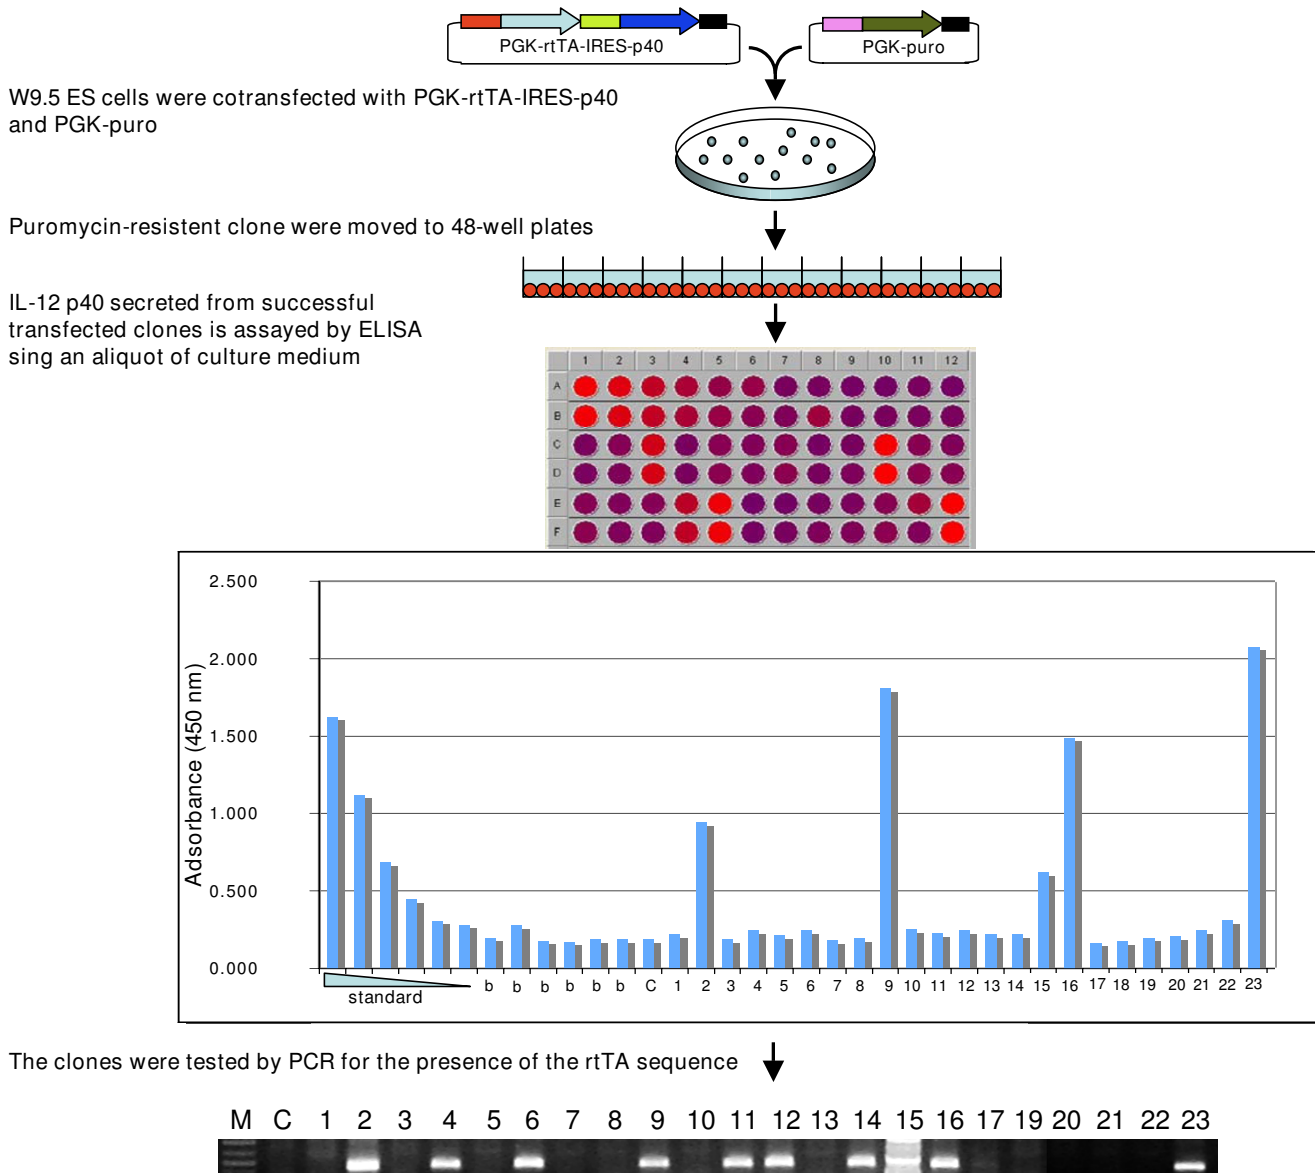 PGK-rtTA-IRES-p40
PGK-puro
W9.5 ES cells were cotransfected with PGK-rtTA-IRES-p40
and PGK-puro
Puromycin-resistent clone were moved to 48-well plates
IL-12 p40 secreted from successful
transfected clones is assayed by ELISA
sing an aliquot of culture medium
1 2 3 4 5 6 7 8 9 10 11 12
A
B
C
D
E
F
Adsorbance (450 nm)
2.500
2.000
1.500
1.000
0.500
0.000
standard
b b b b b b C 1 2 3 4 5 6 7 8 9 10 11 12 13 14 15 16 17 18 19 20 21 22 23
The clones were tested by PCR for the presence of the rtTA sequence
M C 1 2 3 4 5 6 7 8 9 10 11 12 13 14 15 16 17 19 20 21 22 23